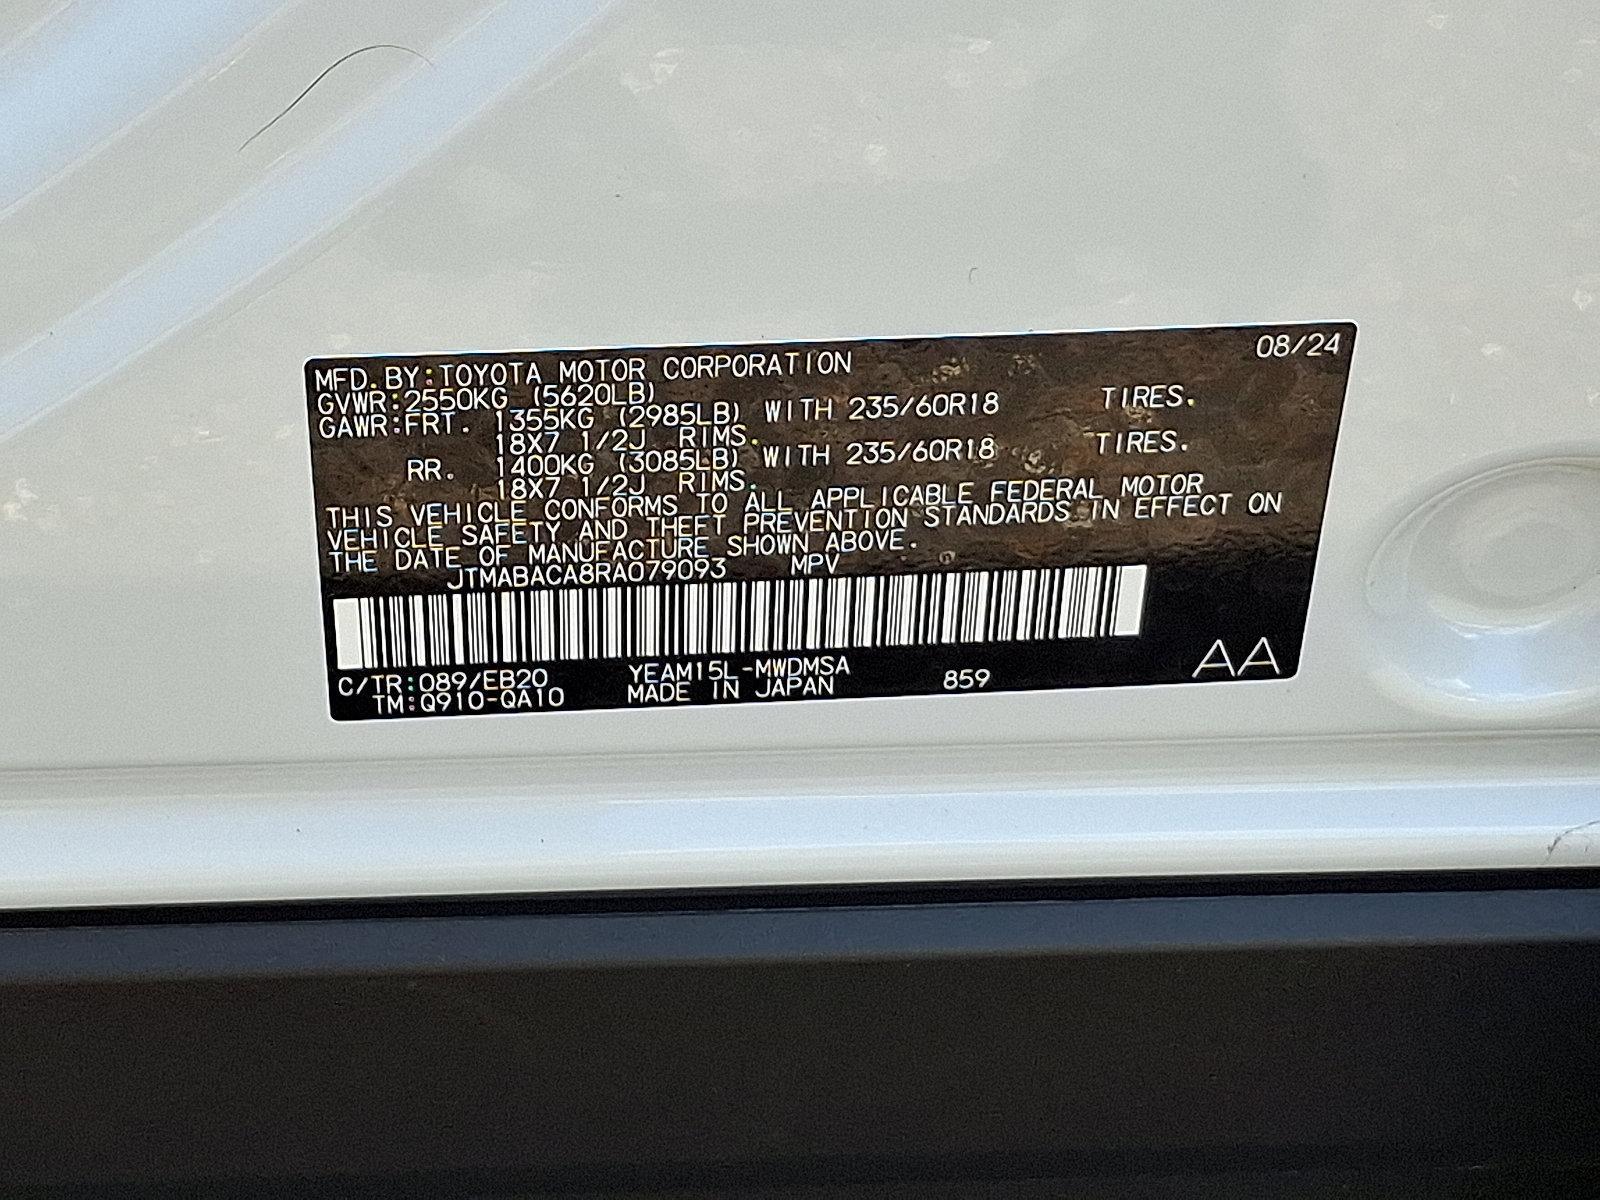 08/24
MFD.BY:TOYOTA MOTOR CORPORATION
GVWR:2550KG (5620LB)
GAWR:FRT. 1355KG (2985LB) WITH 235/60R18 TIRES.
18X7 1/2J RIMS.
RR. 1400KG (3085LB) WITH 235/60R18 TIRES.
18X7 1/2J RIMS.
THIS VEHICLE CONFORMS TO ALL APPLICABLE FEDERAL MOTOR
VEHICLE SAFETY AND THEFT PREVENTION STANDARDS IN EFFECT ON
THE DATE OF MANUFACTURE SHOWN ABOVE.
JTMABACA8RA079093 MPV
C/TR:089/EB20 YEAM15L-MWDMSA 859 AA
TM:Q910-QA10 MADE IN JAPAN